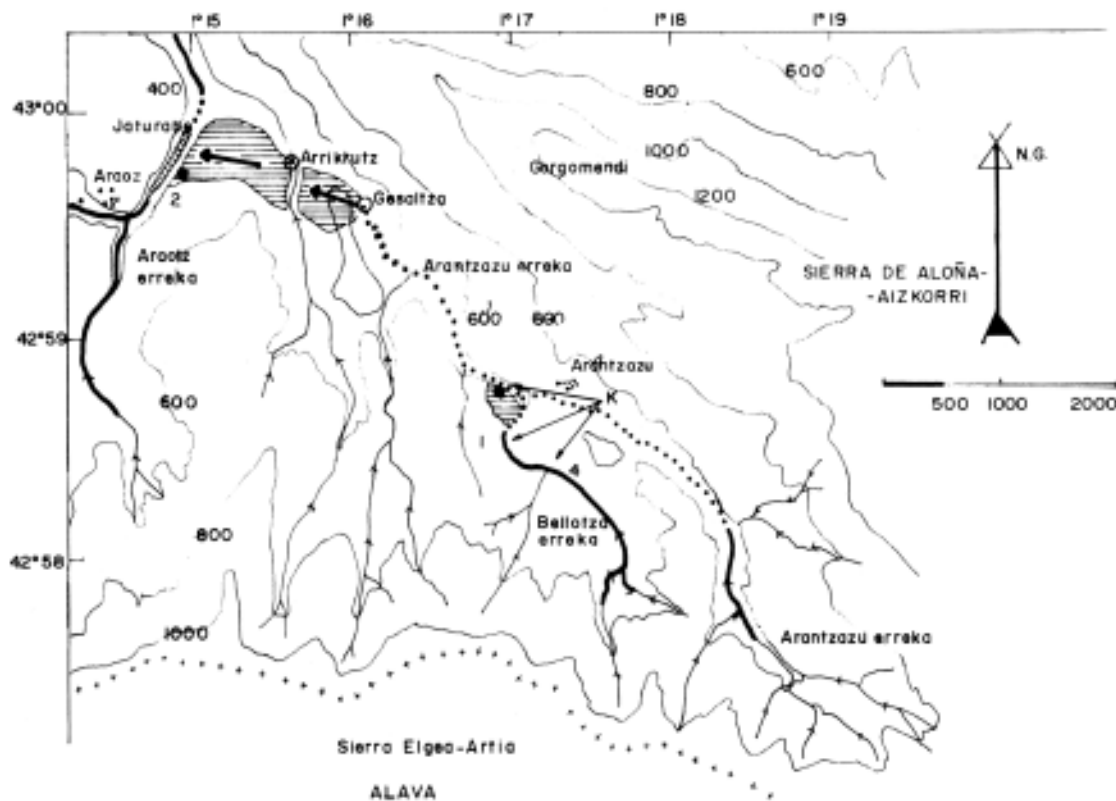 1°15 1°16 1°17 1°18 1°19
600
400
800
43°00
Jaturabe
Arrikrutz
Gorgomendi
1000
N.G.
Araoz
Gesaltza
1200
2
Araotz
erreka
Arantzazu erreka
SIERRA DE ALOÑA-
-AIZKORRI
600
42°59
Arantzazu
K
500 1000 2000
600
1
4
Bellotza
erreka
800
42°58
1000
Arantzazu erreka
Sierra Elgea-Artia
ALAVA